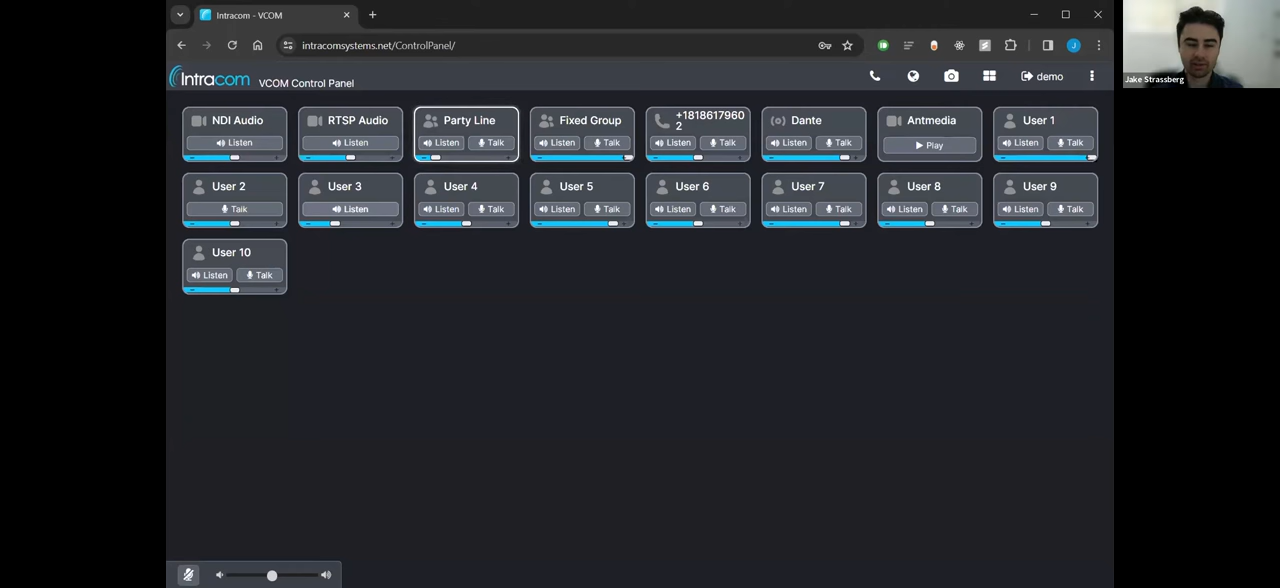 Intracom - VCOM
intracomsystems.net/ControlPanel/
J
Intracom VCOM Control Panel
demo
NDI Audio
Listen
RTSP Audio
Listen
Party Line
Listen Talk
Fixed Group
Listen Talk
+1818617960
2
Listen Talk
Dante
Listen Talk
Antmedia
Play
User 1
Listen Talk
User 2
Talk
User 3
Listen
User 4
Listen Talk
User 5
Listen Talk
User 6
Listen Talk
User 7
Listen Talk
User 8
Listen Talk
User 9
Listen Talk
User 10
Listen Talk
Jake Strassberg